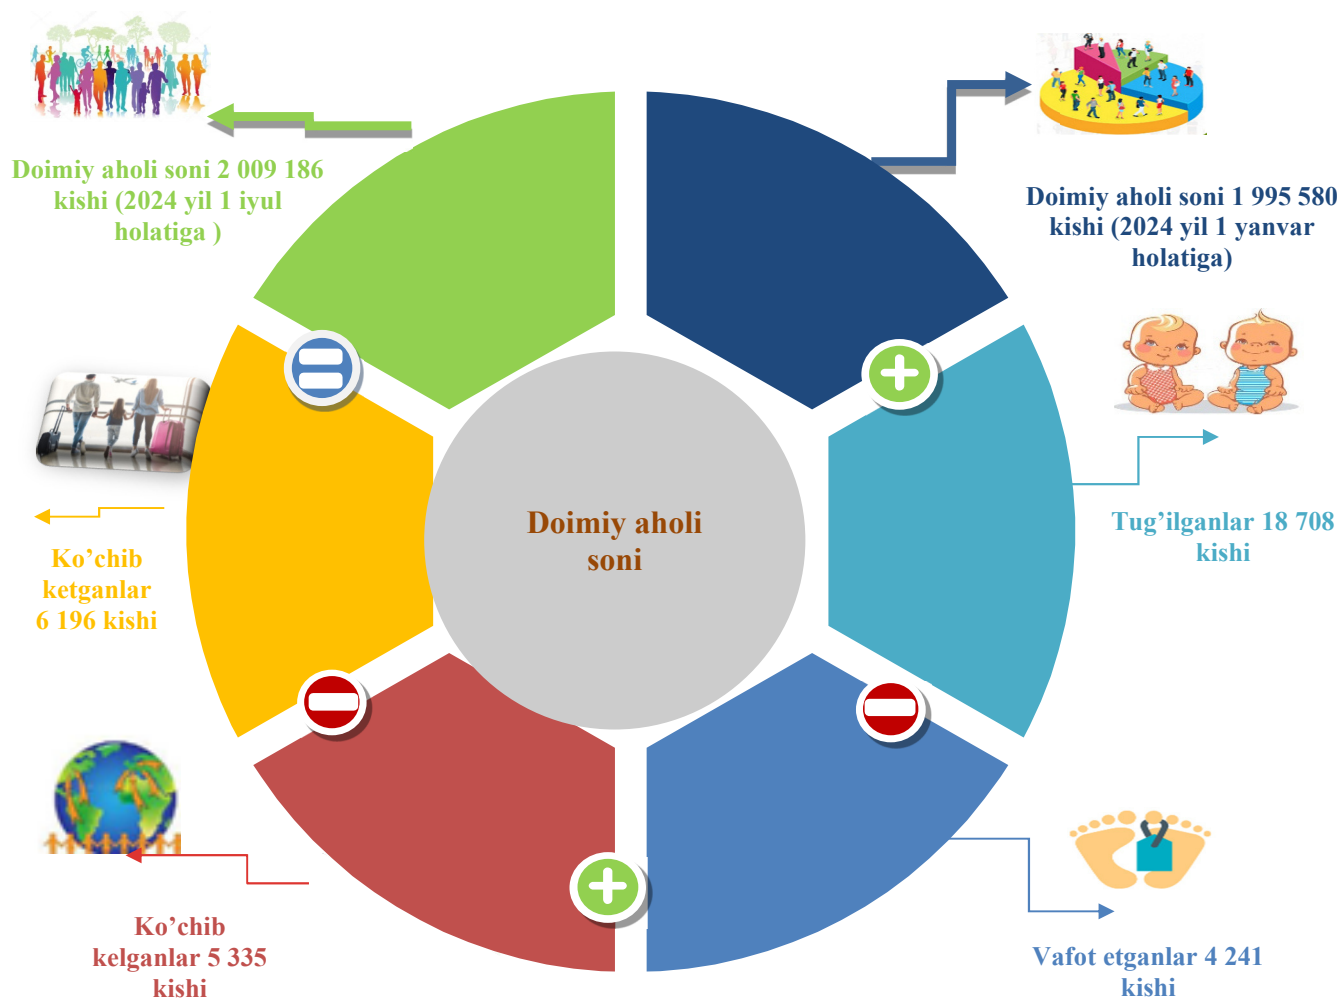 Doimiy aholi soni 2 009 186
kishi (2024 yil 1 iyul
holatiga )
Doimiy aholi soni 1 995 580
kishi (2024 yil 1 yanvar
holatiga)
Doimiy aholi
soni
Tug’ilganlar 18 708
kishi
Ko’chib
ketganlar
6 196 kishi
Ko’chib
kelganlar 5 335
kishi
Vafot etganlar 4 241
kishi